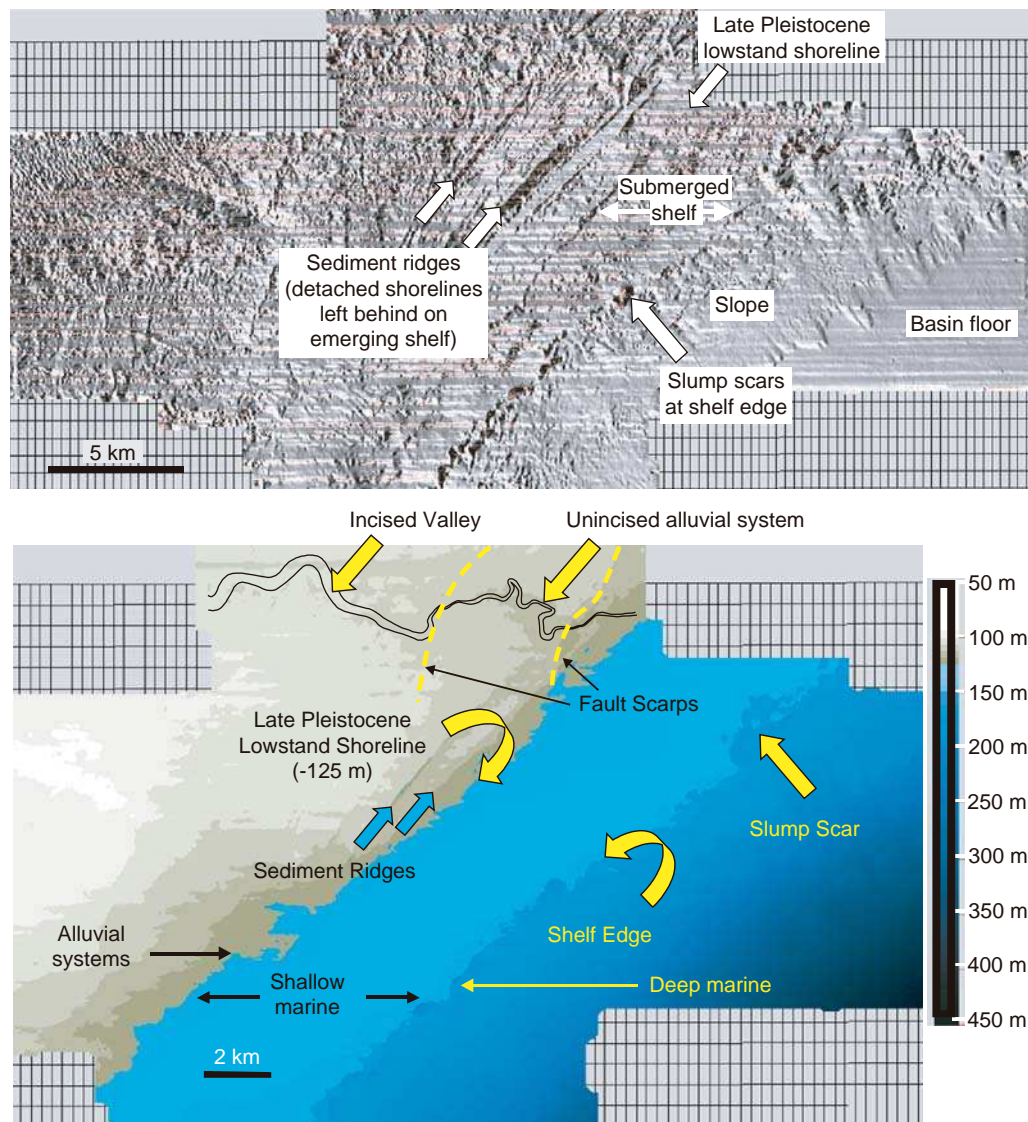 Late Pleistocene
lowstand shoreline
Submerged
shelf
Sediment ridges
(detached shorelines
left behind on
emerging shelf)
Slope
Basin floor
Slump scars
at shelf edge
5 km
Incised Valley
Unincised alluvial system
50 m
100 m
150 m
200 m
250 m
300 m
350 m
400 m
450 m
Fault Scarps
Late Pleistocene
Lowstand Shoreline
(-125 m)
Slump Scar
Sediment Ridges
Shelf Edge
Alluvial
systems
Shallow
marine
Deep marine
2 km